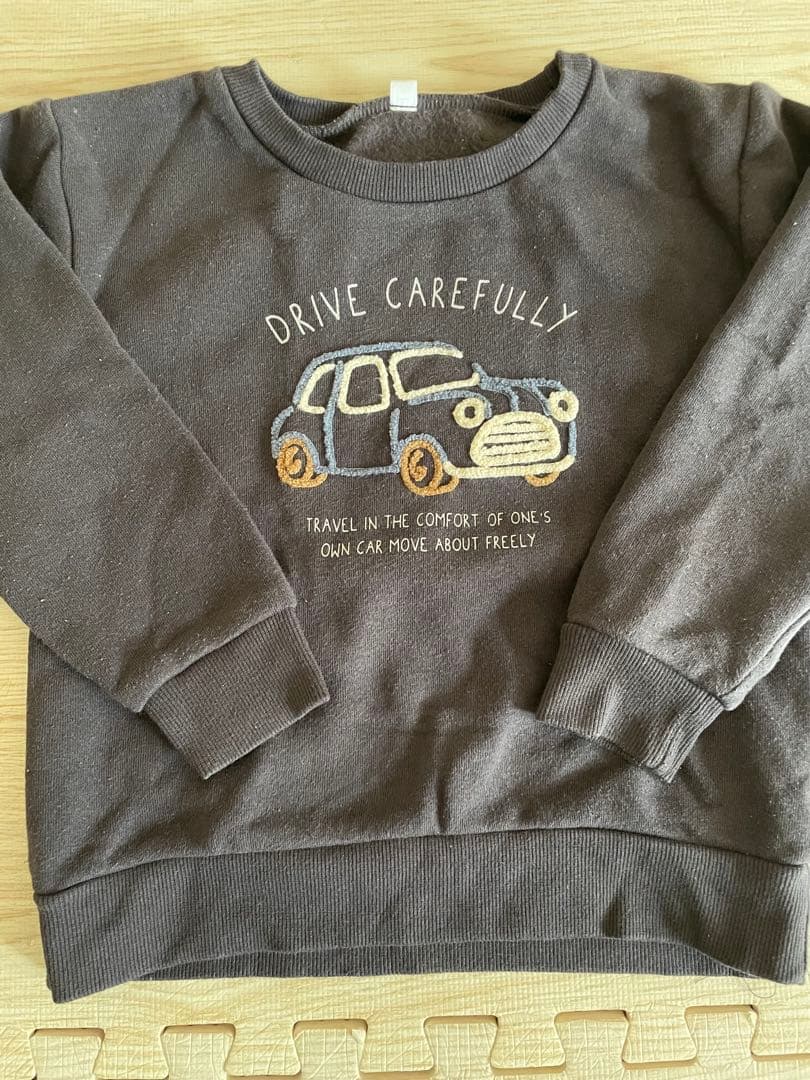 DRIVE CAREFULLY
TRAVEL IN THE COMFORT OF ONE'S
OWN CAR MOVE ABOUT FREELY